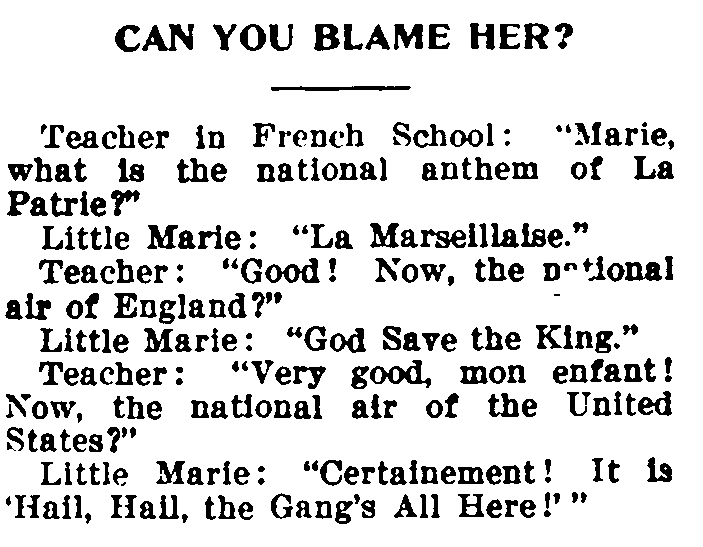 CAN YOU BLAME HER?
Teacher in French School: "Marie,
what is the national anthem of La
Patrie?"
Little Marie: "La Marseillaise."
Teacher: "Good! Now, the national
air of England?"
Little Marie: "God Save the King."
Teacher: "Very good, mon enfant!
Now, the national air of the United
States?"
Little Marie: "Certainement! It is
'Hail, Hail, the Gang's All Here!' "